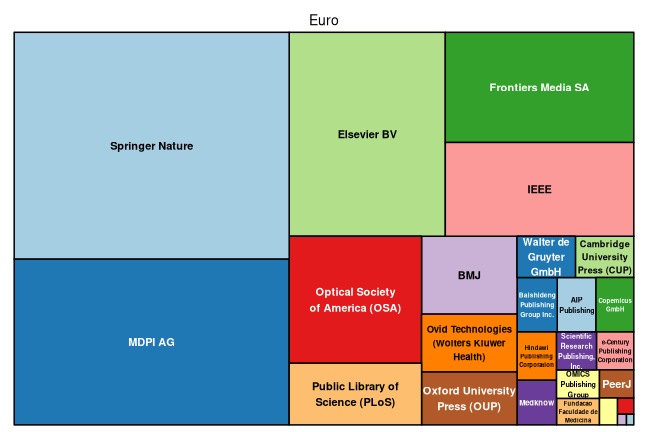 Euro
Springer Nature
MDPI AG
Elsevier BV
Frontiers Media SA
IEEE
Optical Society
of America (OSA)
Public Library of
Science (PLoS)
BMJ
Ovid Technologies
(Wolters Kluwer
Health)
Oxford University
Press (OUP)
Walter de
Gruyter
GmbH
Cambridge
University
Press (CUP)
Baishideng
Publishing
Group Inc.
AIP
Publishing
Copernicus
GmbH
Hindawi
Publishing
Corporation
Scientific
Research
Publishing,
Inc.
e-Century
Publishing
Corporation
Medknow
OMICS
Publishing
Group
PeerJ
Fundacao
Faculdade de
Medicina